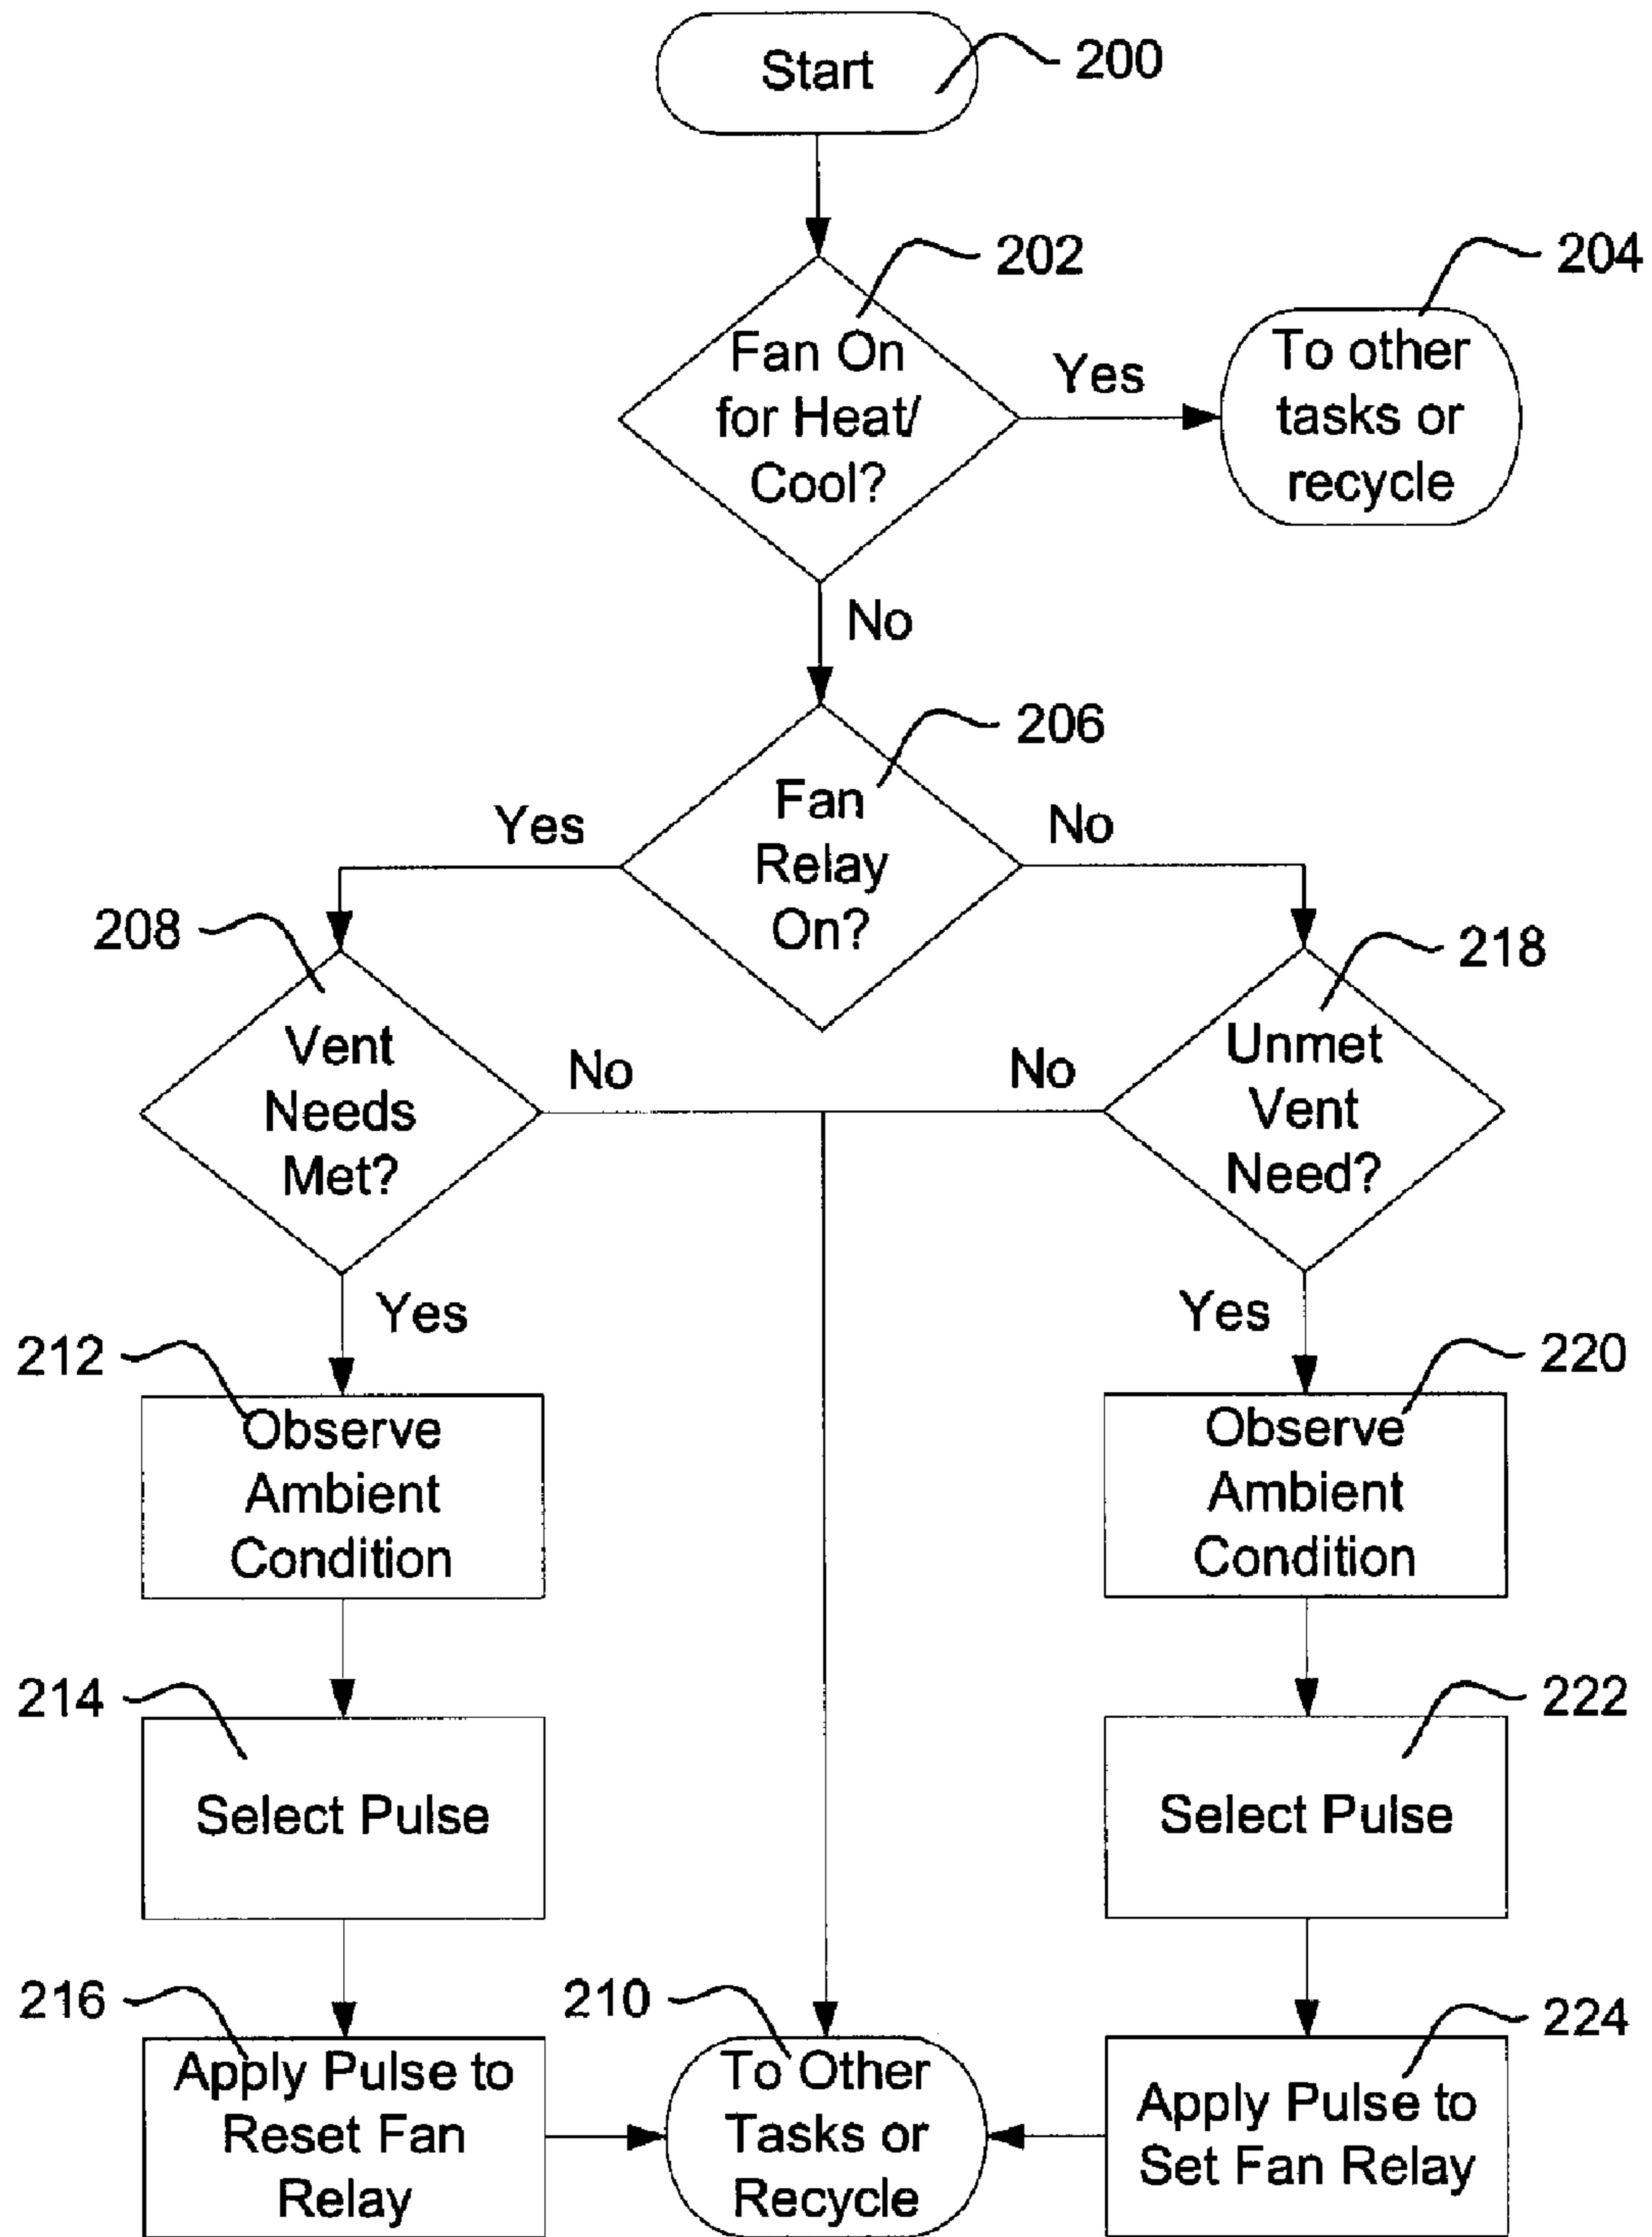 Start
200
202
204
Fan On
for Heat/
Cool?
Yes
To other
tasks or
recycle
No
206
Fan
Relay
On?
Yes
No
208
218
Vent
Needs
Met?
No
No
Unmet
Vent
Need?
Yes
Yes
212
220
Observe
Ambient
Condition
Observe
Ambient
Condition
214
222
Select Pulse
Select Pulse
216
210
224
Apply Pulse to
Reset Fan
Relay
To Other
Tasks or
Recycle
Apply Pulse to
Set Fan Relay